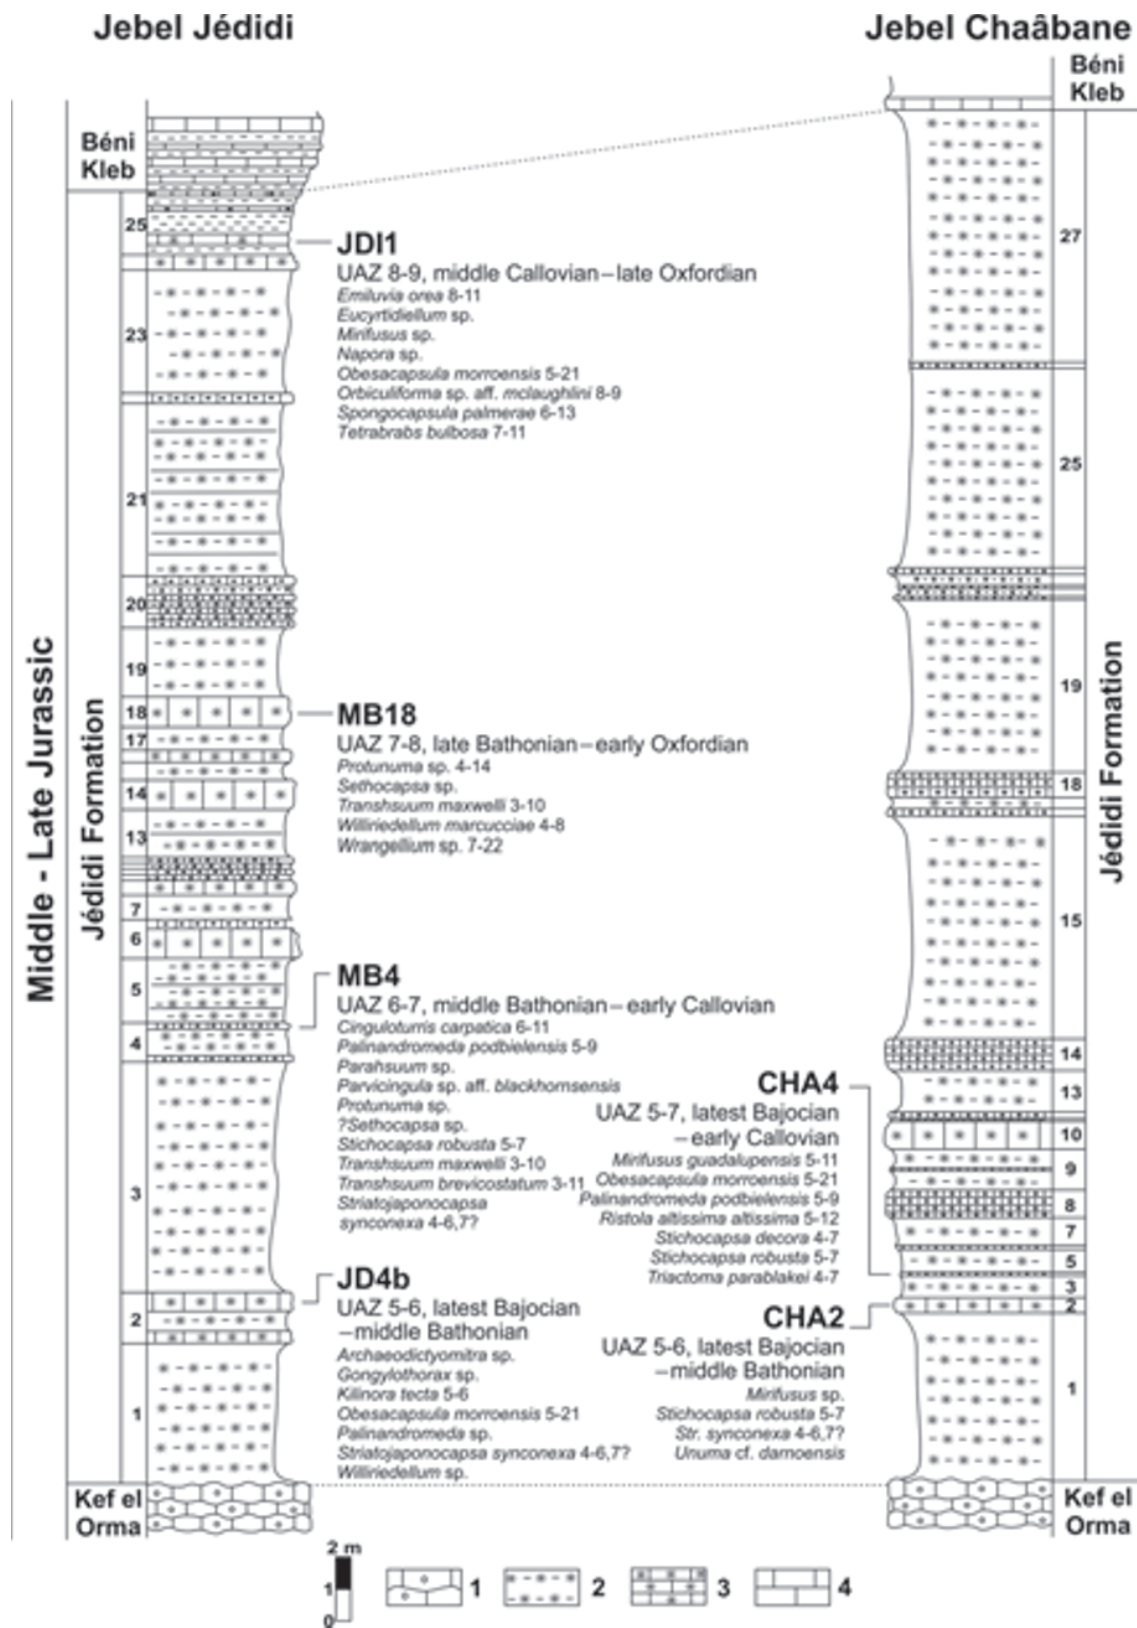 Jebel Jédidi
Jebel Chaâbane
Béni
Kleb
Béni
Kleb
25
23
21
20
19
18
17
14
13
7
6
5
4
3
2
1
Middle - Late Jurassic
Jédidi Formation
Kef el
Orma
JDI1
UAZ 8-9, middle Callovian–late Oxfordian
Emiluvia orea 8-11
Eucyrtidiellum sp.
Mirifusus sp.
Napora sp.
Obesacapsula morroensis 5-21
Orbiculiforma sp. aff. mclaughlini 8-9
Spongocapsula palmerae 6-13
Tetrabrabs bulbosa 7-11
MB18
UAZ 7-8, late Bathonian–early Oxfordian
Protunuma sp. 4-14
Sethocapsa sp.
Transhsuum maxwelli 3-10
Williriedellum marcucciae 4-8
Wrangellium sp. 7-22
MB4
UAZ 6-7, middle Bathonian–early Callovian
Cinguloturris carpatica 6-11
Palinandromeda podbielensis 5-9
Parahsuum sp.
Parvicingula sp. aff. blackhornsensis
Protunuma sp.
?Sethocapsa sp.
Stichocapsa robusta 5-7
Transhsuum maxwelli 3-10
Transhsuum brevicostatum 3-11
Striatojaponocapsa
synconexa 4-6,7?
JD4b
UAZ 5-6, latest Bajocian
–middle Bathonian
Archaeodictyomitra sp.
Gongylothorax sp.
Kilinora tecta 5-6
Obesacapsula morroensis 5-21
Palinandromeda sp.
Striatojaponocapsa synconexa 4-6,7?
Williriedellum sp.
CHA4
UAZ 5-7, latest Bajocian
–early Callovian
Mirifusus guadalupensis 5-11
Obesacapsula morroensis 5-21
Palinandromeda podbielensis 5-9
Ristola altissima altissima 5-12
Stichocapsa decora 4-7
Stichocapsa robusta 5-7
Triactoma parablakei 4-7
CHA2
UAZ 5-6, latest Bajocian
–middle Bathonian
Mirifusus sp.
Stichocapsa robusta 5-7
Str. synconexa 4-6,7?
Unuma cf. darnoensis
27
25
19
18
15
14
13
10
9
8
7
5
3
2
1
Jédidi Formation
Kef el
Orma
2 m
1
0
1
2
3
4